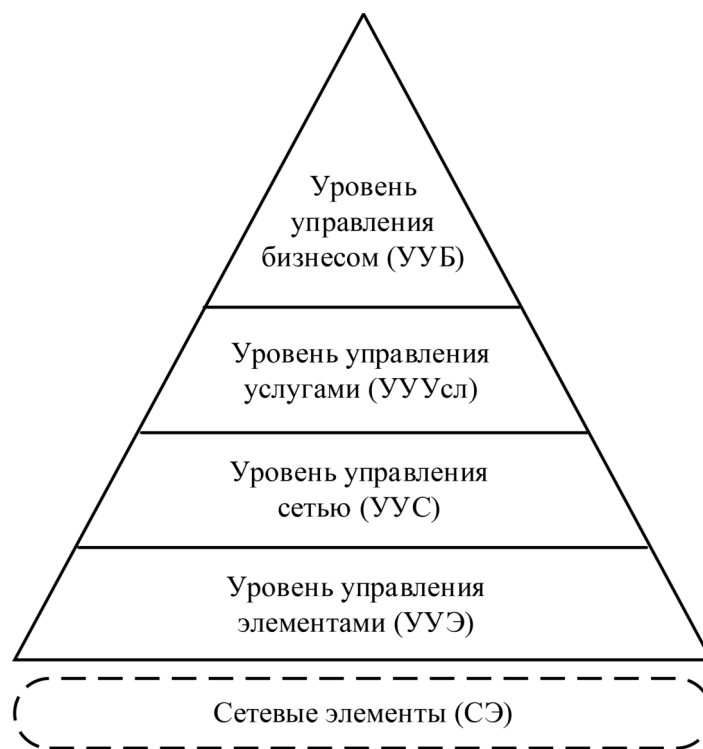 Уровень
управления
бизнесом (УУБ)
Уровень управления
услугами (УУУсл)
Уровень управления
сетью (УУС)
Уровень управления
элементами (УУЭ)
Сетевые элементы (СЭ)